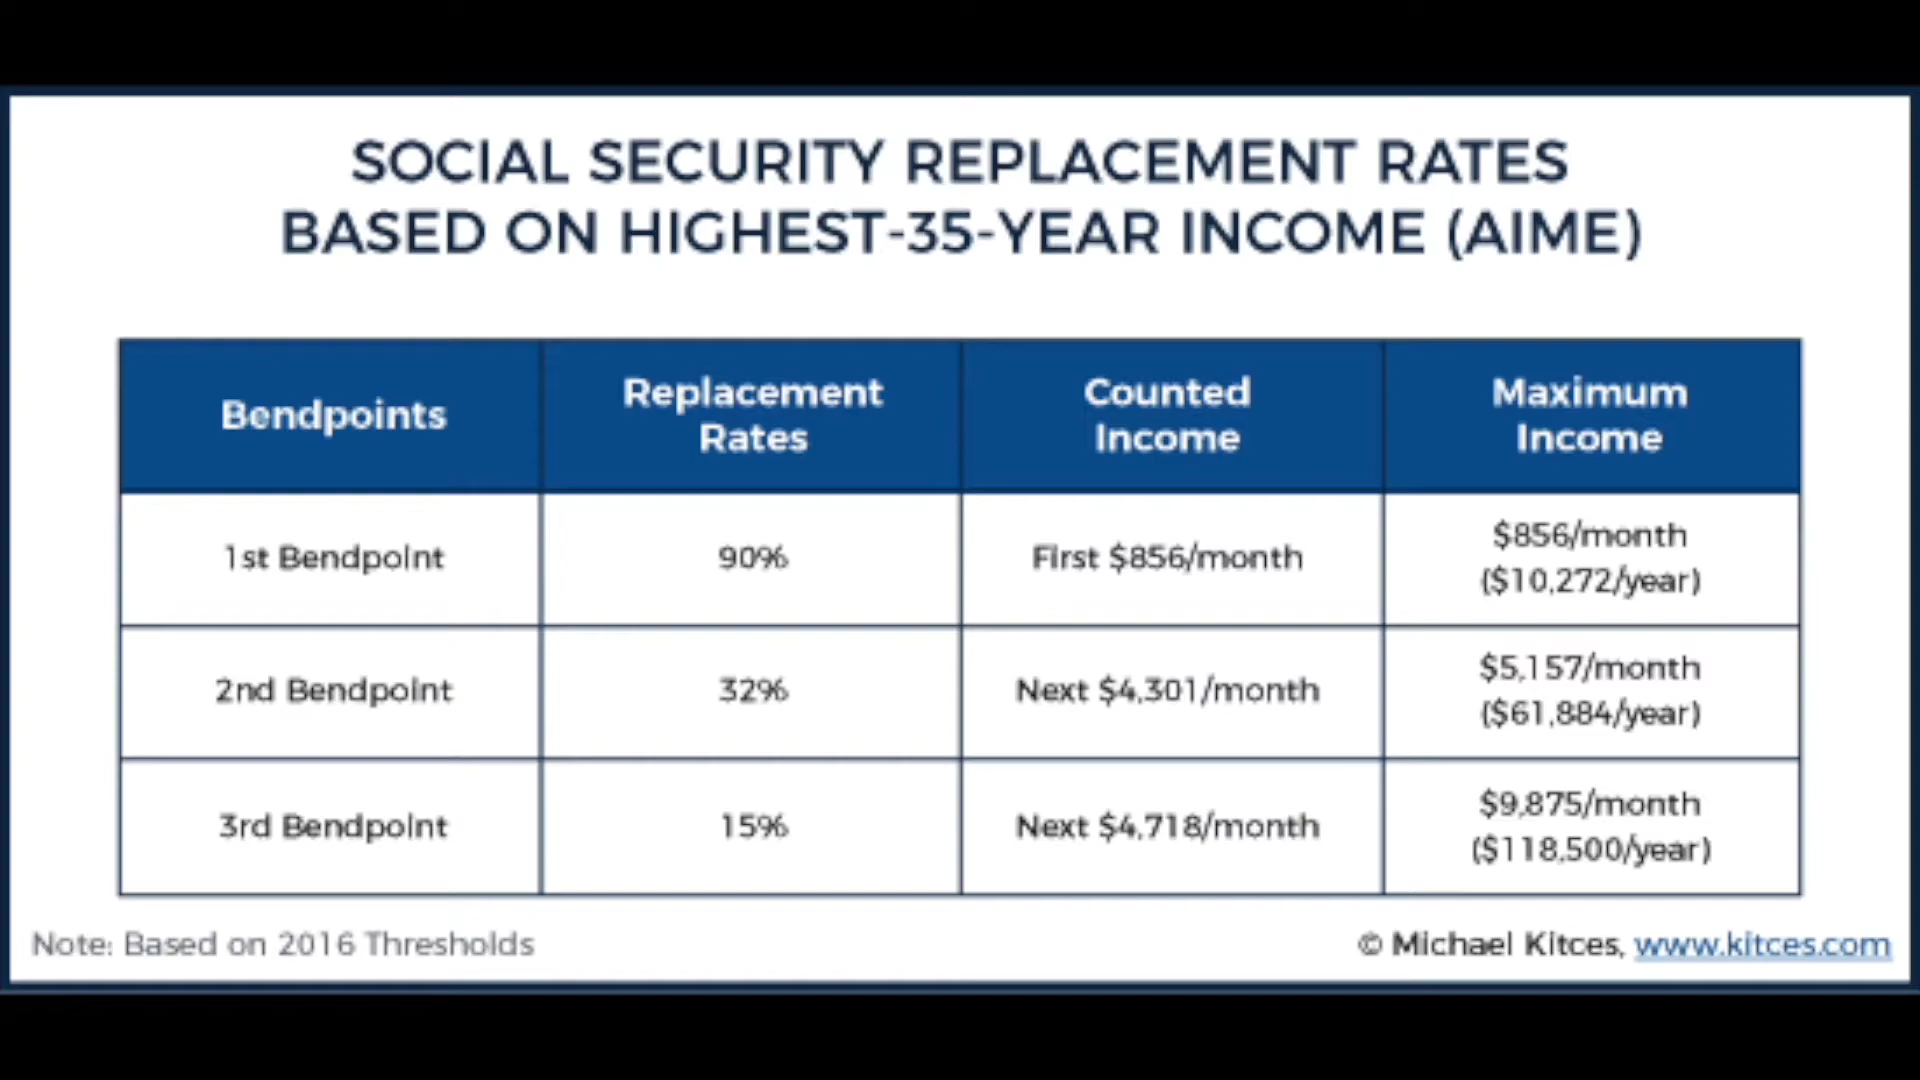 SOCIAL SECURITY REPLACEMENT RATES
BASED ON HIGHEST-35-YEAR INCOME (AIME)
Bendpoints
Replacement
Rates
Counted
Income
Maximum
Income
1st Bendpoint
90%
First $856/month
$856/month
($10,272/year)
2nd Bendpoint
32%
Next $4,301/month
$5,157/month
($61,884/year)
3rd Bendpoint
15%
Next $4,718/month
$9,875/month
($118,500/year)
Note: Based on 2016 Thresholds
© Michael Kitces, www.kitces.com